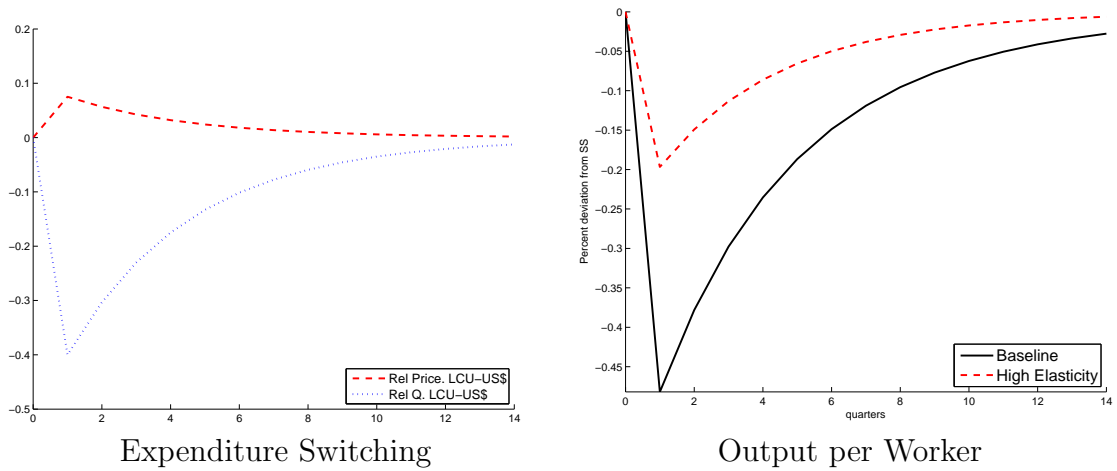 0.2
0.1
0
−0.1
−0.2
−0.3
−0.4
−0.5
0 2 4 6 8 10 12 14
Rel Price. LCU−US$
Rel Q. LCU−US$
Expenditure Switching
0
−0.05
−0.1
−0.15
−0.2
−0.25
−0.3
−0.35
−0.4
−0.45
Percent deviation from SS
0 2 4 6 8 10 12 14
quarters
Baseline
High Elasticity
Output per Worker